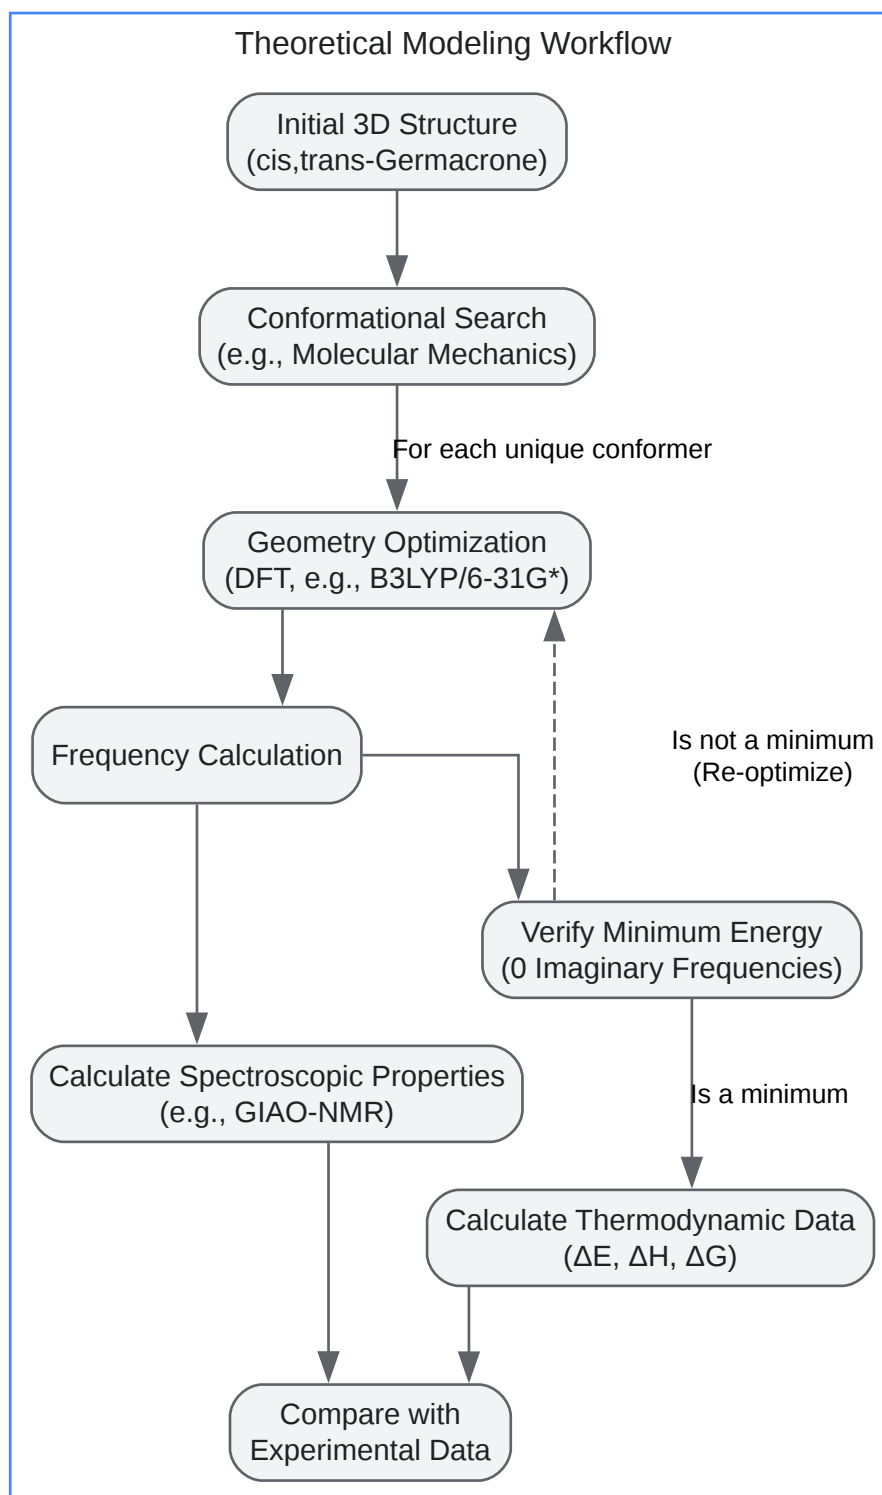 Theoretical Modeling Workflow
Initial 3D Structure
(cis,trans-Germacrone)
Conformational Search
(e.g., Molecular Mechanics)
For each unique conformer
Geometry Optimization
(DFT, e.g., B3LYP/6-31G*)
Frequency Calculation
Is not a minimum
(Re-optimize)
Verify Minimum Energy
(0 Imaginary Frequencies)
Calculate Spectroscopic Properties
(e.g., GIAO-NMR)
Is a minimum
Calculate Thermodynamic Data
(ΔE, ΔH, ΔG)
Compare with
Experimental Data